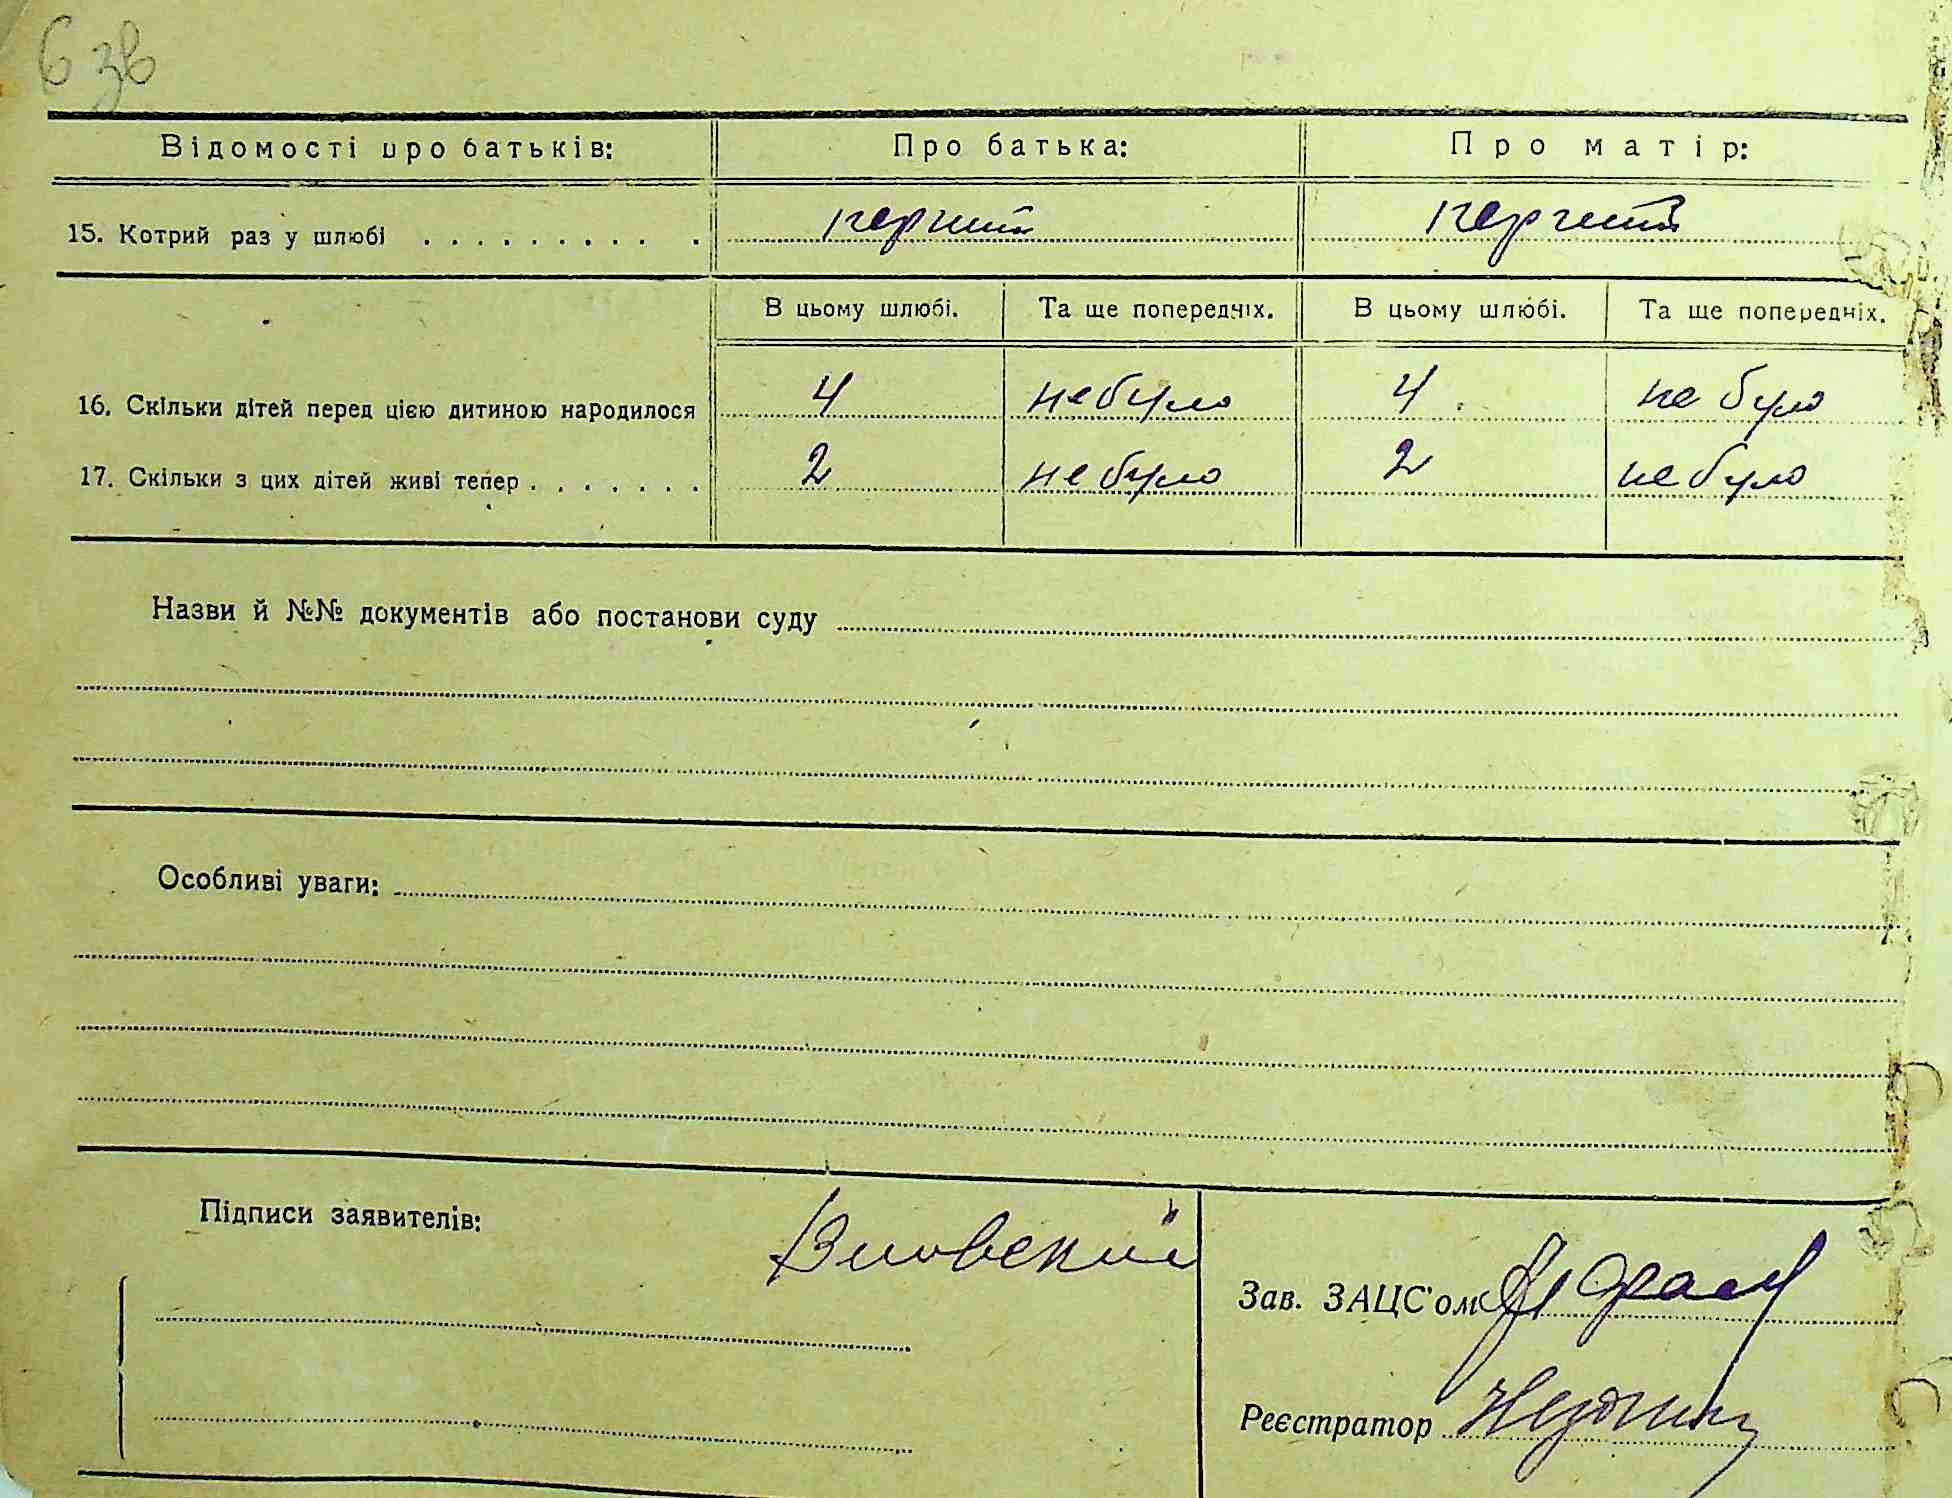 6 зв
Відомості про батьків: Про батька: Про матір:
15. Котрий раз у шлюбі . . . . . . . . . . перший перший
В цьому шлюбі. Та ще попередніх. В цьому шлюбі. Та ще попередніх.
16. Скільки дітей перед цією дитиною народилося 4 не було 4 не було
17. Скільки з цих дітей живі тепер . . . . . . . 2 не було 2 не було
Назви й №№ документів або постанови суду
Особливі уваги:
Підписи заявителів:
Зав. ЗАЦС'ом
Реєстратор